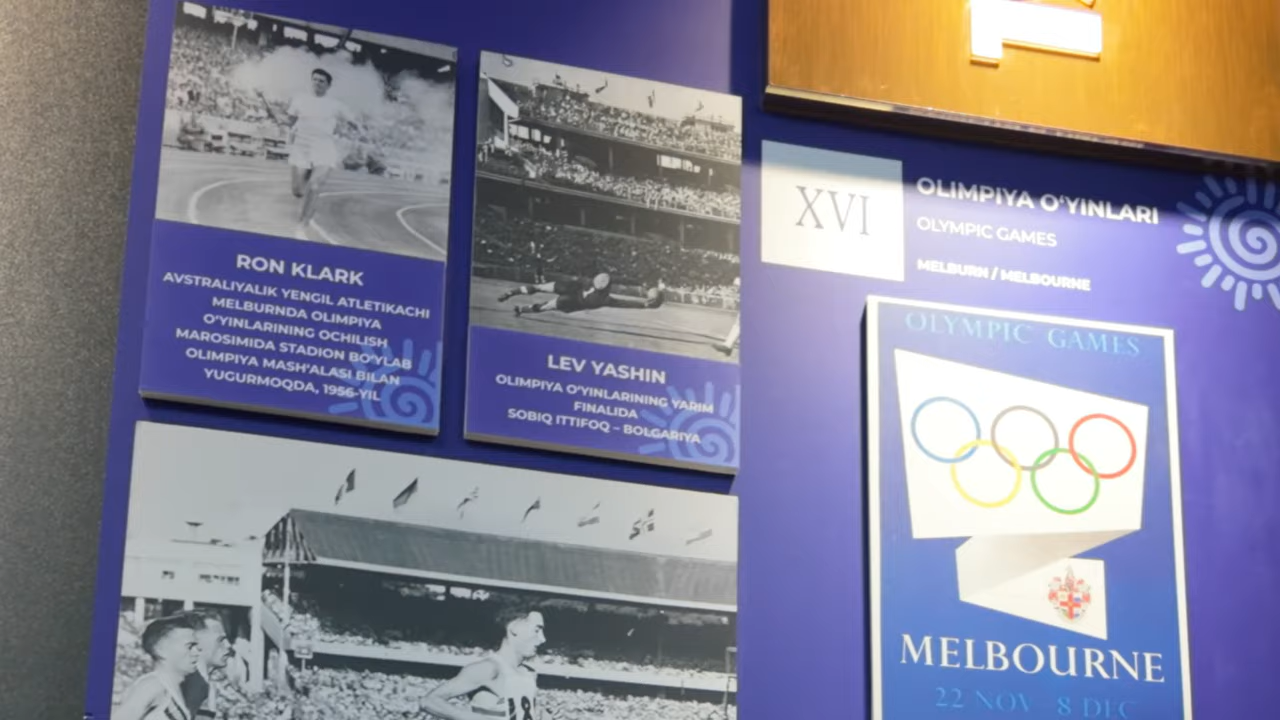 RON KLARK
AVSTRALIYALIK YENGIL ATLETIKACHI
MELBURNDA OLIMPIYA
O'YINLARINING OCHILISH
MAROSIMIDA STADION BO'YLAB
OLIMPIYA MASH'ALASI BILAN
YUGURMOQDA, 1956-YIL
LEV YASHIN
OLIMPIYA O'YINLARINING YARIM
FINALIDA
SOBIQ ITTIFOQ – BOLGARIYA
XVI
OLIMPIYA O'YINLARI
OLYMPIC GAMES
MELBURN / MELBOURNE
OLYMPIC GAMES
MELBOURNE
22 NOV 8 DEC